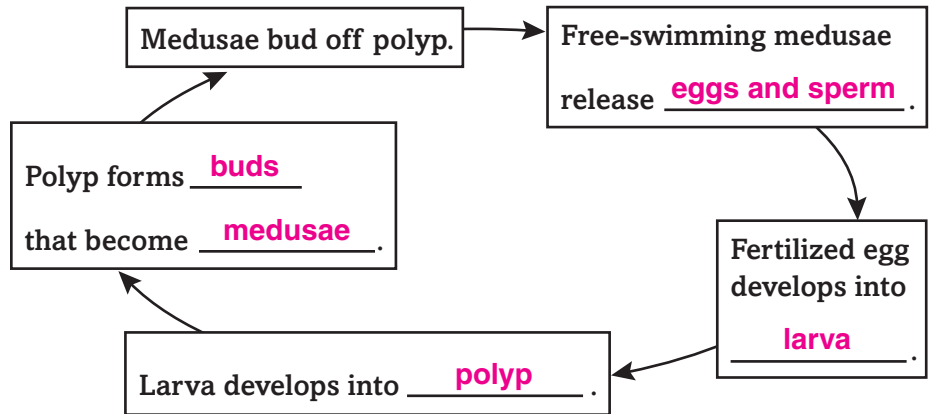 Medusae bud off polyp.
Free-swimming medusae
release eggs and sperm.
Fertilized egg
develops into
larva.
Larva develops into polyp.
Polyp forms buds
that become medusae.